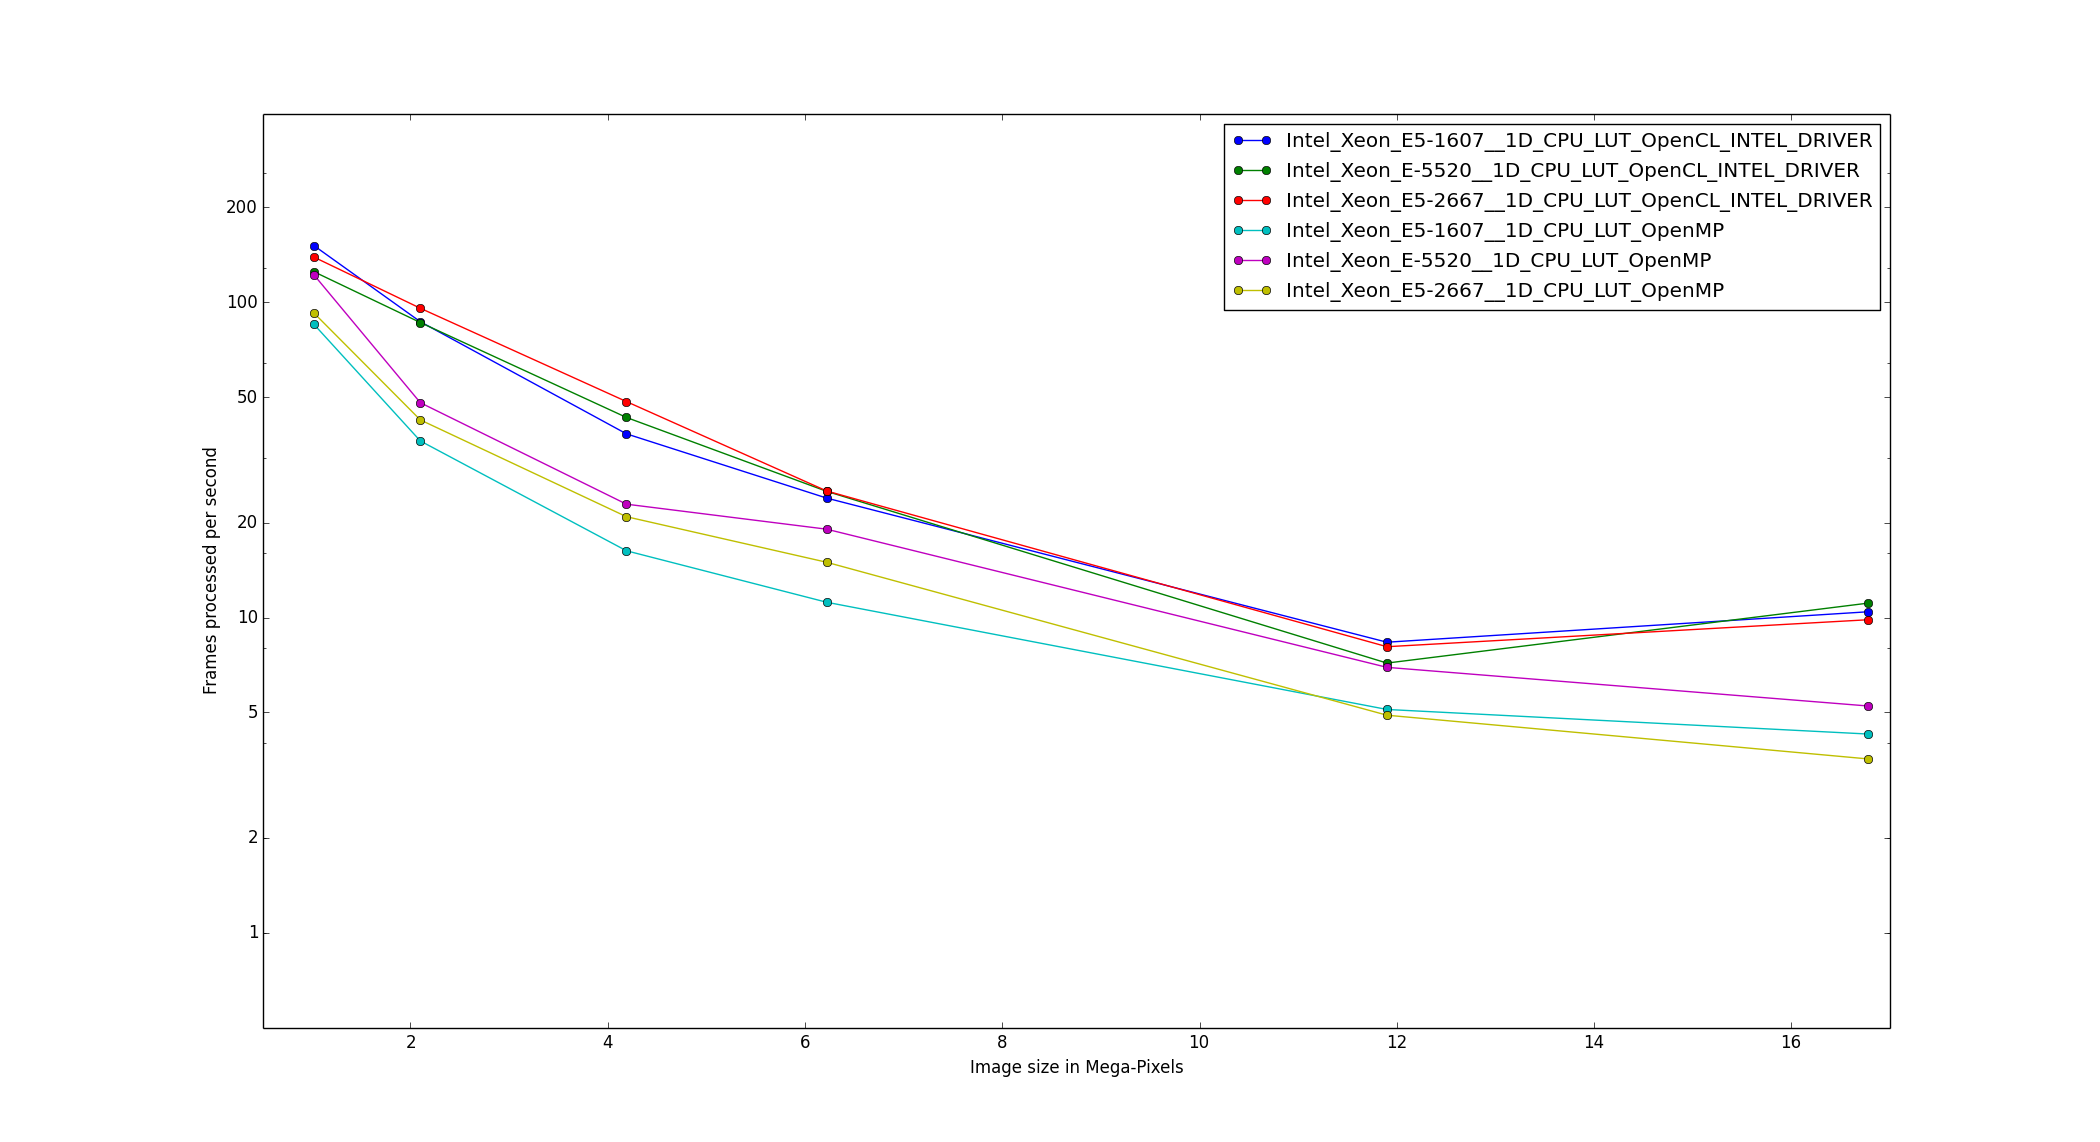 Intel_Xeon_E5-1607__1D_CPU_LUT_OpenCL_INTEL_DRIVER
Intel_Xeon_E-5520__1D_CPU_LUT_OpenCL_INTEL_DRIVER
Intel_Xeon_E5-2667__1D_CPU_LUT_OpenCL_INTEL_DRIVER
Intel_Xeon_E5-1607__1D_CPU_LUT_OpenMP
Intel_Xeon_E-5520__1D_CPU_LUT_OpenMP
Intel_Xeon_E5-2667__1D_CPU_LUT_OpenMP
Frames processed per second
200
100
50
20
10
5
2
1
2 4 6 8 10 12 14 16
Image size in Mega-Pixels